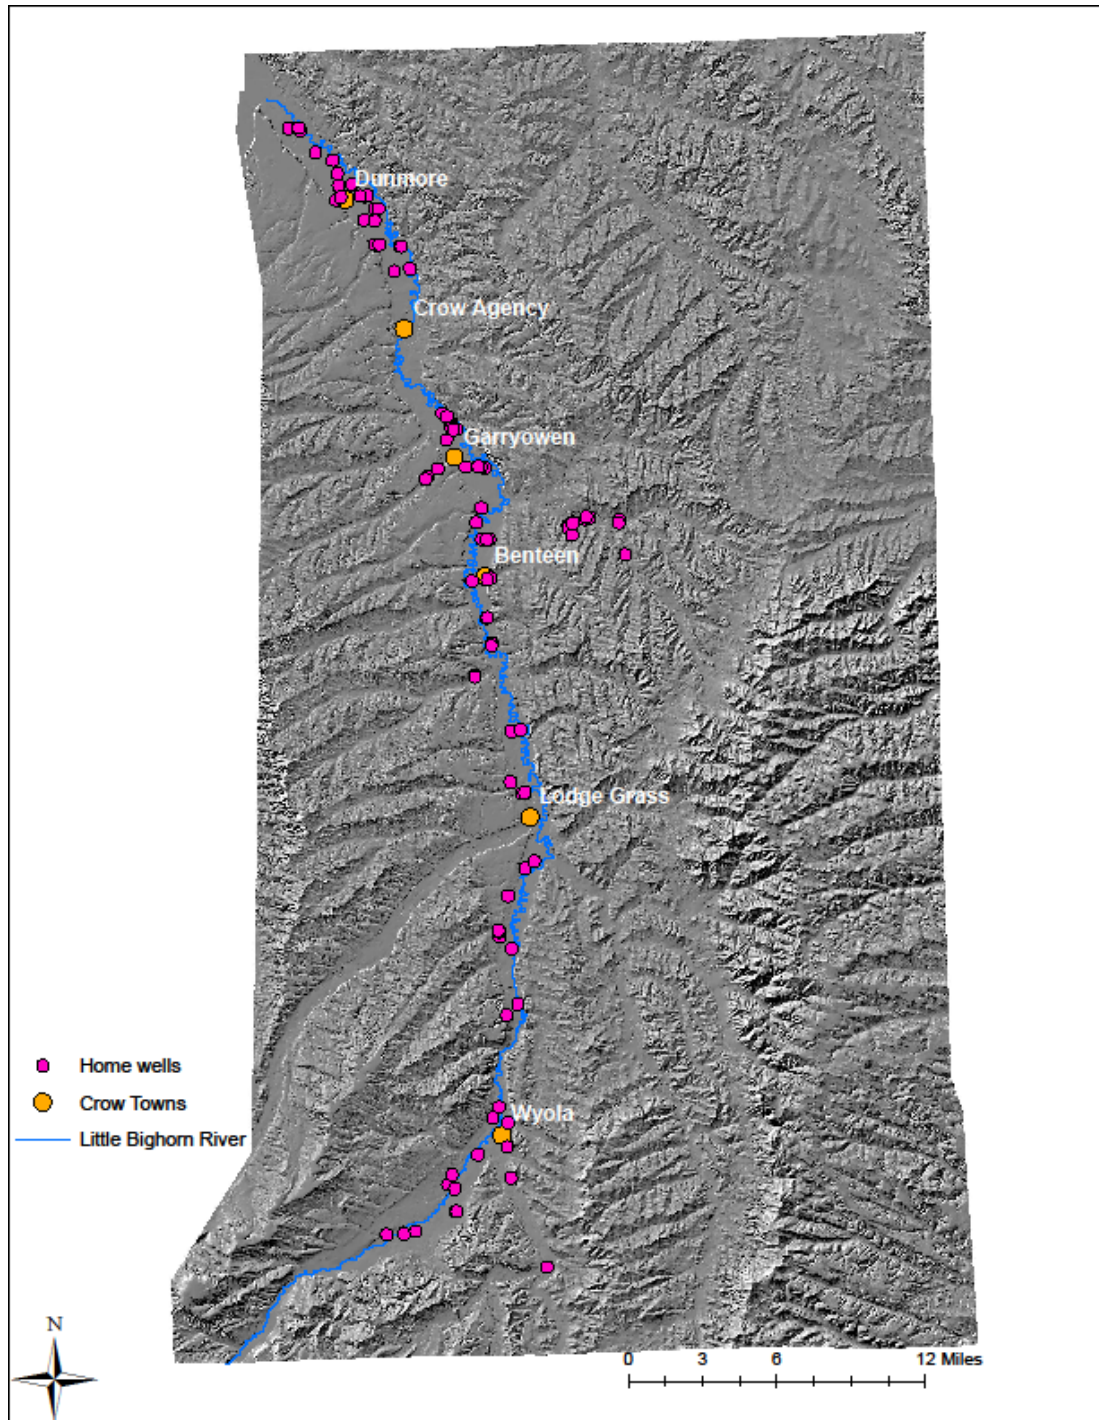 Dunmore
Crow Agency
Garryowen
Benteen
Lodge Grass
Wyola
Home wells
Crow Towns
Little Bighorn River
N
0 3 6 12 Miles